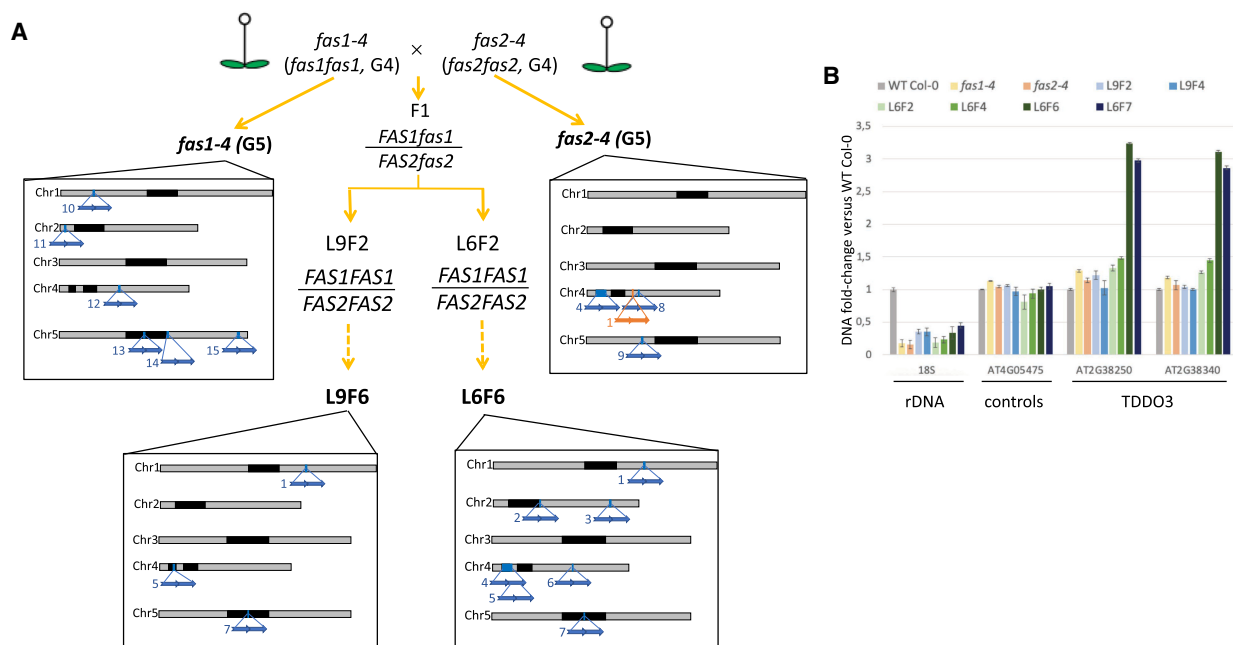 A
fas1-4
(fas1fas1, G4)
×
fas2-4
(fas2fas2, G4)
F1
FAS1fas1
FAS2fas2
fas1-4 (G5)
fas2-4 (G5)
Chr1
10
Chr2
11
Chr3
Chr4
12
Chr5
13
14
15
L9F2
FAS1FAS1
FAS2FAS2
L6F2
FAS1FAS1
FAS2FAS2
Chr1
Chr2
Chr3
Chr4
4
8
1
Chr5
9
L9F6
L6F6
Chr1
1
Chr2
Chr3
Chr4
5
Chr5
7
Chr1
1
Chr2
2
3
Chr3
Chr4
4
6
5
Chr5
7
B
WT Col-0 fas1-4 fas2-4 L9F2 L9F4
L6F2 L6F4 L6F6 L6F7
DNA fold-change versus WT Col-0
3,5
3
2,5
2
1,5
1
0,5
0
18S AT4G05475 AT2G38250 AT2G38340
rDNA controls TDDO3